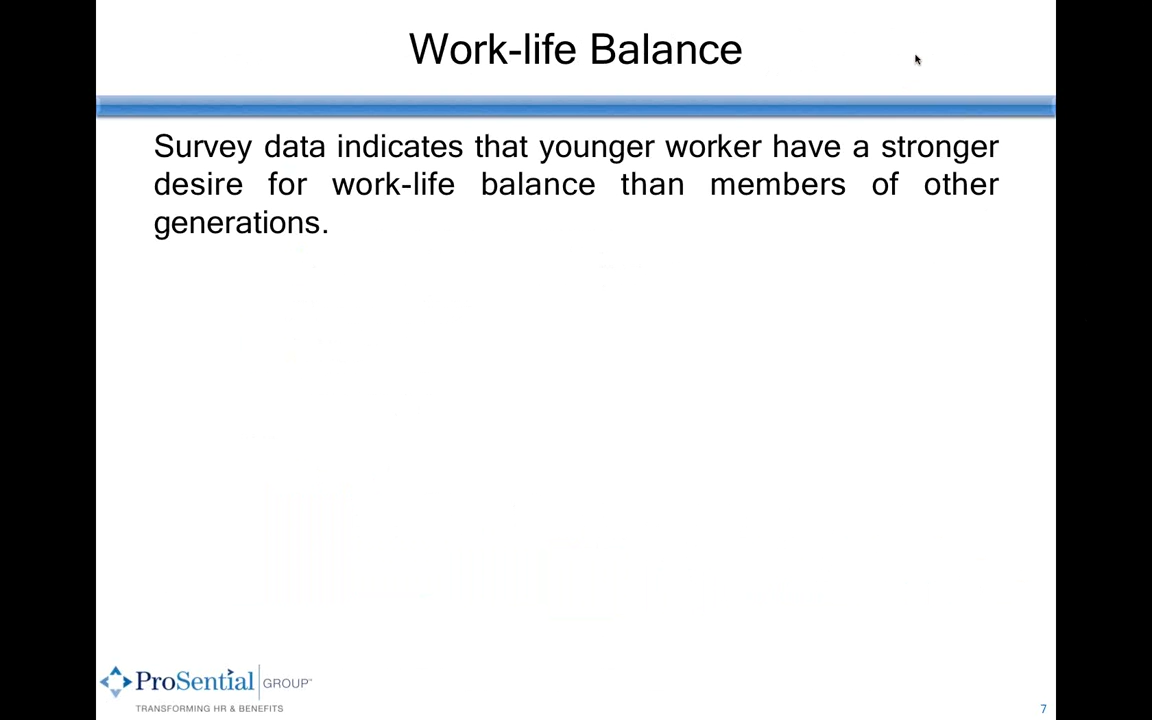 Work-life Balance
Survey data indicates that younger worker have a stronger
desire for work-life balance than members of other
generations.
ProSential GROUP™
TRANSFORMING HR & BENEFITS
7